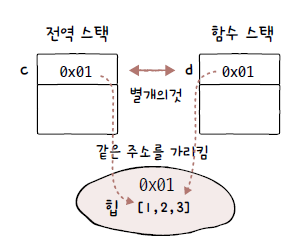 전역 스택
함수 스택
c 0x01
d 0x01
별개의것
같은 주소를 가리킴
0x01
힙 [1,2,3]